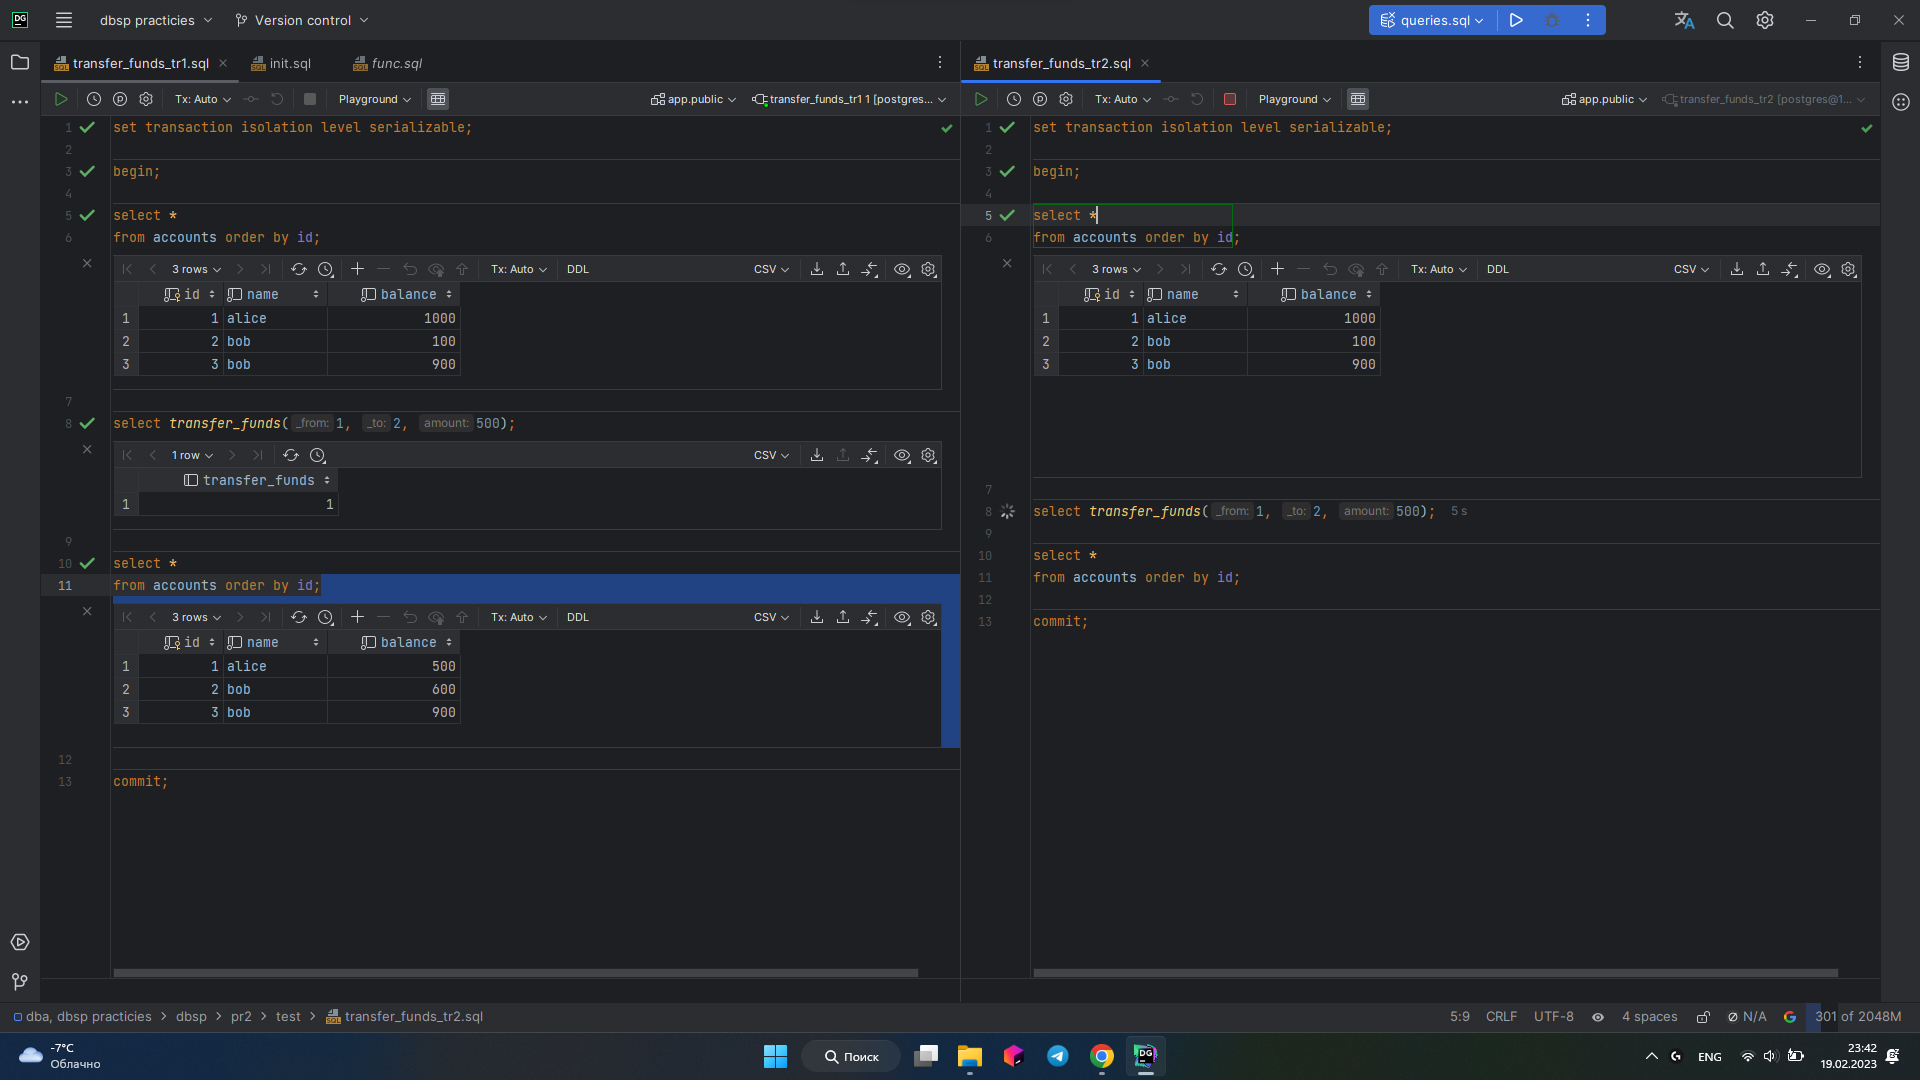 DG dbsp practicies Version control queries.sql
transfer_funds_tr1.sql init.sql func.sql
Tx: Auto Playground app.public transfer_funds_tr1 1 [postgres...
1 set transaction isolation level serializable;
2
3 begin;
4
5 select *
6 from accounts order by id;
3 rows Tx: Auto DDL CSV
id name balance
1 1 alice 1000
2 2 bob 100
3 3 bob 900
7
8 select transfer_funds( _from: 1, _to: 2, amount: 500);
1 row CSV
transfer_funds
1 1
9
10 select *
11 from accounts order by id;
3 rows Tx: Auto DDL CSV
id name balance
1 1 alice 500
2 2 bob 600
3 3 bob 900
12
13 commit;
transfer_funds_tr2.sql
Tx: Auto Playground app.public transfer_funds_tr2 [postgres@1...
1 set transaction isolation level serializable;
2
3 begin;
4
5 select *
6 from accounts order by id;
3 rows Tx: Auto DDL CSV
id name balance
1 1 alice 1000
2 2 bob 100
3 3 bob 900
7
8 select transfer_funds( _from: 1, _to: 2, amount: 500); 5 s
9
10 select *
11 from accounts order by id;
12
13 commit;
dba, dbsp practicies > dbsp > pr2 > test > transfer_funds_tr2.sql 5:9 CRLF UTF-8 4 spaces N/A 301 of 2048M
-7°C
Облачно
Поиск
DG
ENG
23:42
19.02.2023